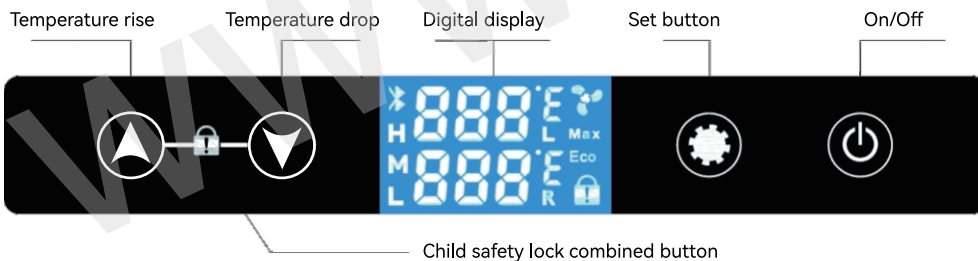 Temperature rise Temperature drop Digital display Set button On/Off
888°E
H L Max
M 888°E Eco
L R
Child safety lock combined button